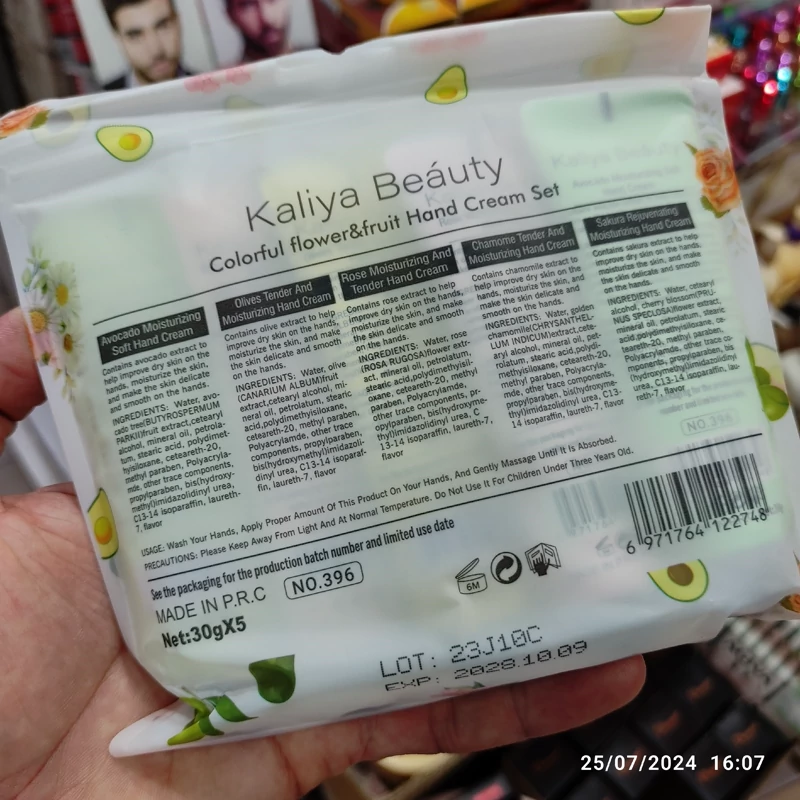 Kaliya Beáuty
Colorful flower&fruit Hand Cream Set
Avocado Moisturizing
Soft Hand Cream
Contains avocado extract to
help improve dry skin on the
hands, moisturize the skin,
and make the skin delicate
and smooth on the hands.
INGREDIENTS: Water, avo-
cado tree(BUTYROSPERMUM
PARKII)fruit extract,cetearyl
alcohol, mineral oil, petrola-
tum, stearic acid, polydimet-
hyisiloxane, ceteareth-20,
methyl paraben, Polyacryla-
mde, other trace components,
propylparaben, bis(hydroxy-
methyl)imidazolidinyl urea,
C13-14 isoparaffin, laureth-
7, flavor
Olives Tender And
Moisturizing Hand Cream
Contains olive extract to help
improve dry skin on the hands,
moisturize the skin, and make
the skin delicate and smooth
on the hands.
INGREDIENTS: Water, olive
(CANARIUM ALBUM)fruit
extract,cetearyl alcohol, mi-
neral oil, petrolatum, stearic
acid,polydimethyisiloxane,
ceteareth-20, methyl paraben,
Polyacrylamde, other trace
components, propylparaben,
bis(hydroxymethyl)imidazoli-
dinyl urea, C13-14 isoparaf-
fin, laureth-7, flavor
Rose Moisturizing And
Tender Hand Cream
Contains rose extract to help
improve dry skin on the hands,
moisturize the skin, and make
the skin delicate and smooth
on the hands.
INGREDIENTS: Water, rose
(ROSA RUGOSA)flower extr-
act, mineral oil, petrolatum,
stearic acid,polydimethyisil-
oxane, ceteareth-20, methyl
paraben, Polyacrylamde,
other trace components, pr-
opylparaben, bis(hydroxyme-
thyl)imidazolidinyl urea, C
13-14 isoparaffin, laureth-7,
flavor
Chamome Tender And
Moisturizing Hand Cream
Contains chamomile extract to
help improve dry skin on the
hands, moisturize the skin, and
make the skin delicate and
smooth on the hands.
INGREDIENTS: Water, golden
chamomile(CHRYSATHEL-
LUM INDICUM)extract,cete-
aryl alcohol, mineral oil, pet-
rolatum, stearic acid,polydi-
methyisiloxane, ceteareth-20,
methyl paraben, Polyacryla-
mde, other trace components,
propylparaben, bis(hydroxyme-
thyl)imidazolidinyl urea, C13-
14 isoparaffin, laureth-7, flavor
Sakura Rejuvenating
Moisturizing Hand Cream
Contains sakura extract to help
improve dry skin on the hands,
moisturize the skin, and make
the skin delicate and smooth
on the hands.
INGREDIENTS: Water, cetearyl
alcohol, cherry blossom(PRU-
NUS SPECLOSA)flower extract,
mineral oil, petrolatum, stearic
acid,polydimethyisiloxane, ce-
teareth-20, methyl paraben,
Polyacrylamde, other trace co-
mponents, propylparaben, bis
(hydroxymethyl)imidazolidinyl
urea, C13-14 isoparaffin, lau-
reth-7, flavor
NO.396
USAGE: Wash Your Hands, Apply Proper Amount Of This Product On Your Hands, And Gently Massage Until It Is Absorbed.
PRECAUTIONS: Please Keep Away From Light And At Normal Temperature. Do Not Use It For Children Under Three Years Old.
See the packaging for the production batch number and limited use date
MADE IN P.R.C NO.396
Net:30gX5
6M
6 971764 122748
LOT: 23J10C
EXP: 2028.10.09
25/07/2024 16:07